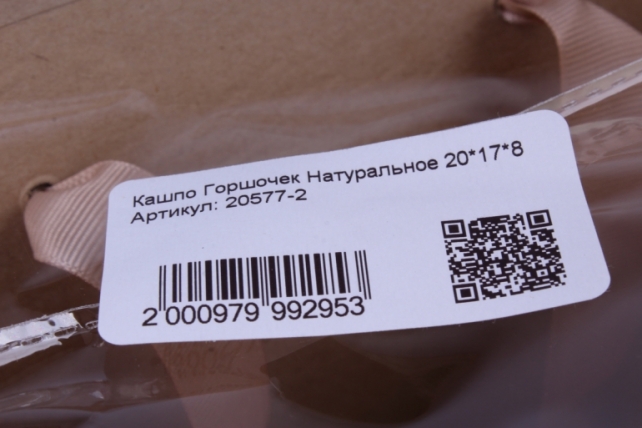 Кашпо Горшочек Натуральное 20*17*8
Артикул: 20577-2
2 000979 992953